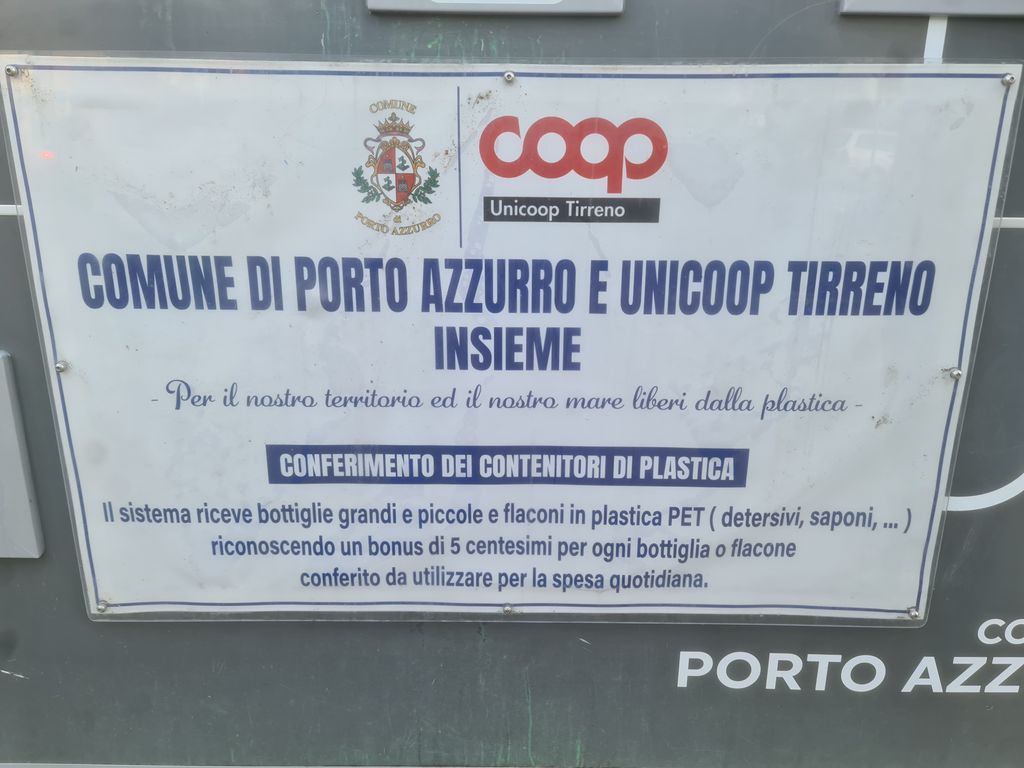 COMUNE
di
PORTO AZZURRO
coop
Unicoop Tirreno
COMUNE DI PORTO AZZURRO E UNICOOP TIRRENO
INSIEME
- Per il nostro territorio ed il nostro mare liberi dalla plastica -
CONFERIMENTO DEI CONTENITORI DI PLASTICA
Il sistema riceve bottiglie grandi e piccole e flaconi in plastica PET ( detersivi, saponi, ... )
riconoscendo un bonus di 5 centesimi per ogni bottiglia o flacone
conferito da utilizzare per la spesa quotidiana.
CO
PORTO AZZ